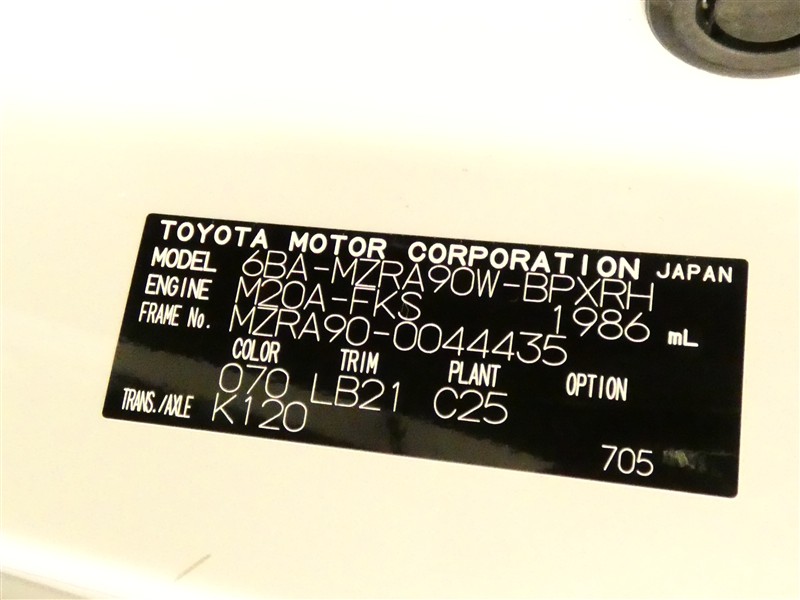 TOYOTA MOTOR CORPORATION JAPAN
MODEL 6BA-MZRA90W-BPXRH
ENGINE M20A-FKS 1986 mL
FRAME No. MZRA90-0044435
COLOR TRIM PLANT OPTION
070 LB21 C25
TRANS./AXLE K120
705